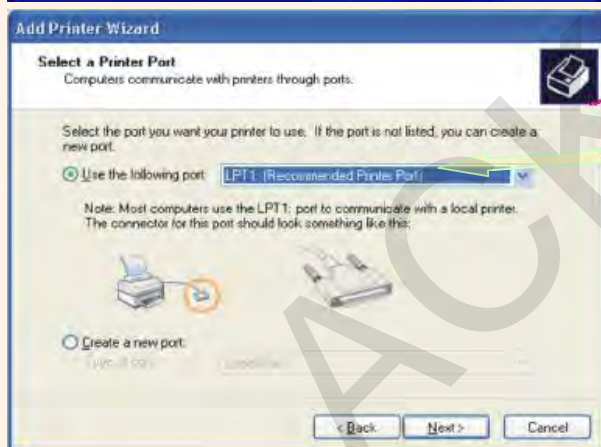 Add Printer Wizard
Select a Printer Port
Computers communicate with printers through ports.
Select the port you want your printer to use. If the port is not listed, you can create a
new port.
Use the following port: LPT1: (Recommended Printer Port)
Note: Most computers use the LPT1: port to communicate with a local printer.
The connector for this port should look something like this:
Create a new port:
Type of port:
< Back Next > Cancel